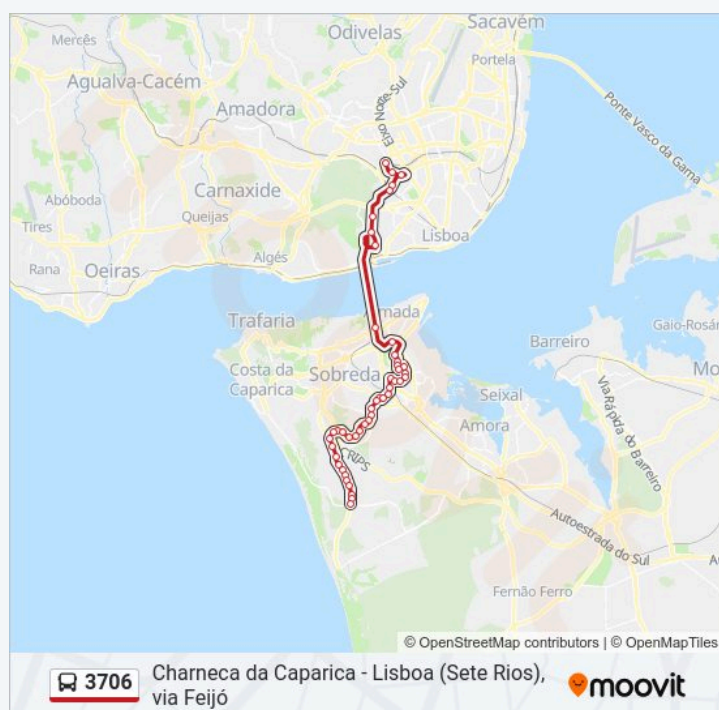 Sacavém
Odivelas
Mercês
Portela
Agualva-Cacém
Eixo Norte-Sul
Ponte Vasco da Gama
Amadora
Carnaxide
Abóboda
Queijas
Tires
Lisboa
Algés
Rana
Oeiras
mada
Gaio-Rosár
Trafaria
Barreiro
Mo
Costa da
Caparica
Sobreda
Seixal
Via Rápida do Barreiro
Amora
CRIPS
Autoestrada do Sul
A
Fernão Ferro
© OpenStreetMap contributors | © OpenMapTiles
3706
Charneca da Caparica - Lisboa (Sete Rios),
via Feijó
moovit